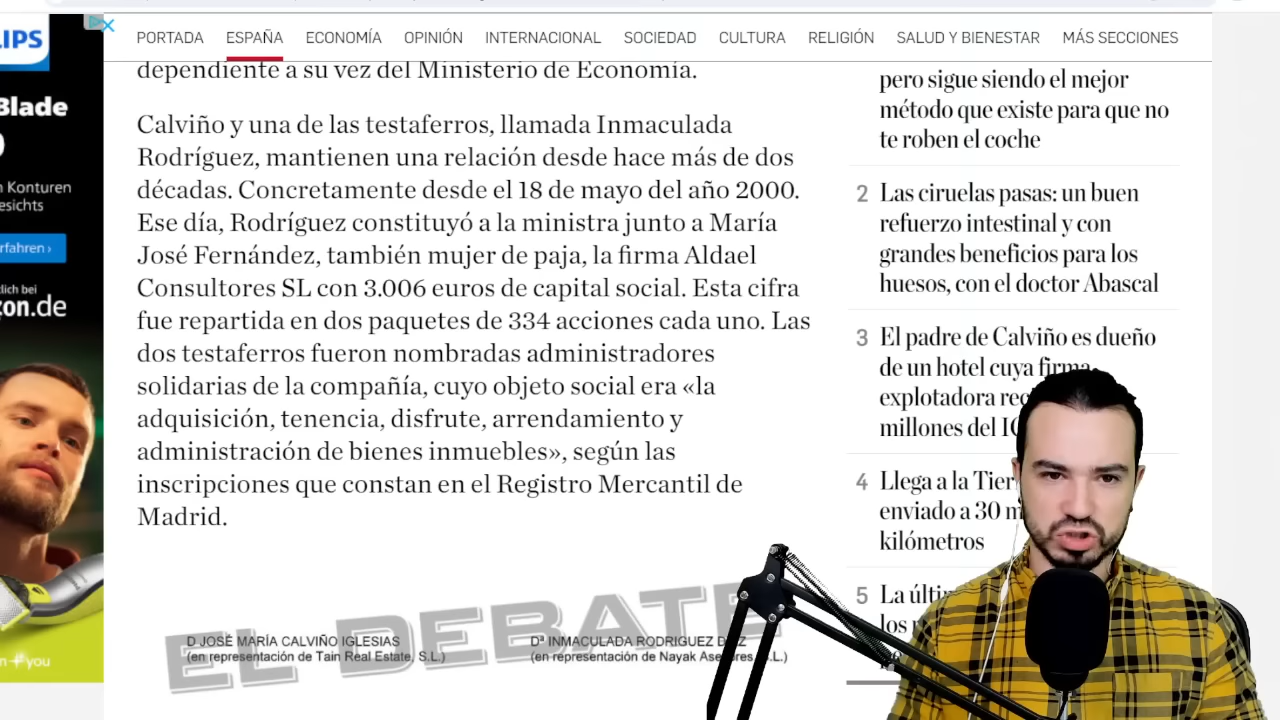 IPS
PORTADA ESPAÑA ECONOMÍA OPINIÓN INTERNACIONAL SOCIEDAD CULTURA RELIGIÓN SALUD Y BIENESTAR MÁS SECCIONES
Blade
Konturen
erfahren ›
tlich bei
zon.de
you
dependiente a su vez del Ministerio de Economía.
Calviño y una de las testaferros, llamada Inmaculada
Rodríguez, mantienen una relación desde hace más de dos
décadas. Concretamente desde el 18 de mayo del año 2000.
Ese día, Rodríguez constituyó a la ministra junto a María
José Fernández, también mujer de paja, la firma Aldael
Consultores SL con 3.006 euros de capital social. Esta cifra
fue repartida en dos paquetes de 334 acciones cada uno. Las
dos testaferros fueron nombradas administradores
solidarias de la compañía, cuyo objeto social era «la
adquisición, tenencia, disfrute, arrendamiento y
administración de bienes inmuebles», según las
inscripciones que constan en el Registro Mercantil de
Madrid.
EL DEBATE
D JOSÉ MARÍA CALVIÑO IGLESIAS
(en representación de Tain Real Estate, S.L.)
Dª INMACULADA RODRIGUEZ
(en representación de Nayak
pero sigue siendo el mejor
método que existe para que no
te roben el coche
2 Las ciruelas pasas: un buen
refuerzo intestinal y con
grandes beneficios para los
huesos, con el doctor Abascal
3 El padre de Calviño es dueño
de un hotel cuya firma
explotadora
millones del
4 Llega a la
enviado a 30
kilómetros
5 La
los